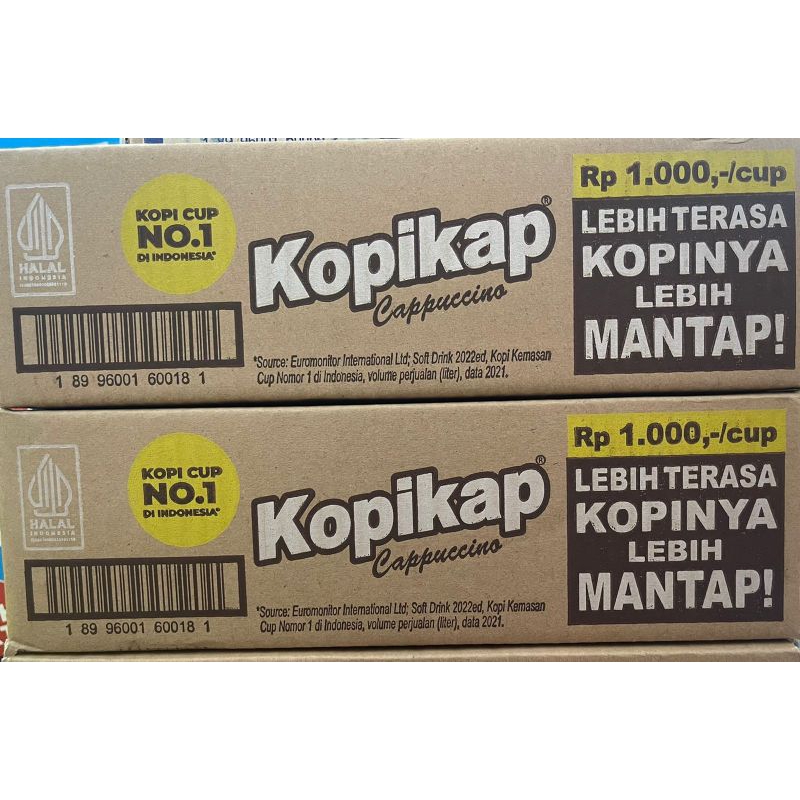 HALAL
INDONESIA
KOPI CUP
NO.1
DI INDONESIA*
Kopikap®
Cappuccino
Rp 1.000,-/cup
LEBIH TERASA
KOPINYA
LEBIH
MANTAP!
1 89 96001 60018 1
*Source: Euromonitor International Ltd; Soft Drink 2022ed, Kopi Kemasan
Cup Nomor 1 di Indonesia, volume perjualan (liter), data 2021.
HALAL
INDONESIA
KOPI CUP
NO.1
DI INDONESIA*
Kopikap®
Cappuccino
Rp 1.000,-/cup
LEBIH TERASA
KOPINYA
LEBIH
MANTAP!
1 89 96001 60018 1
*Source: Euromonitor International Ltd; Soft Drink 2022ed, Kopi Kemasan
Cup Nomor 1 di Indonesia, volume perjualan (liter), data 2021.